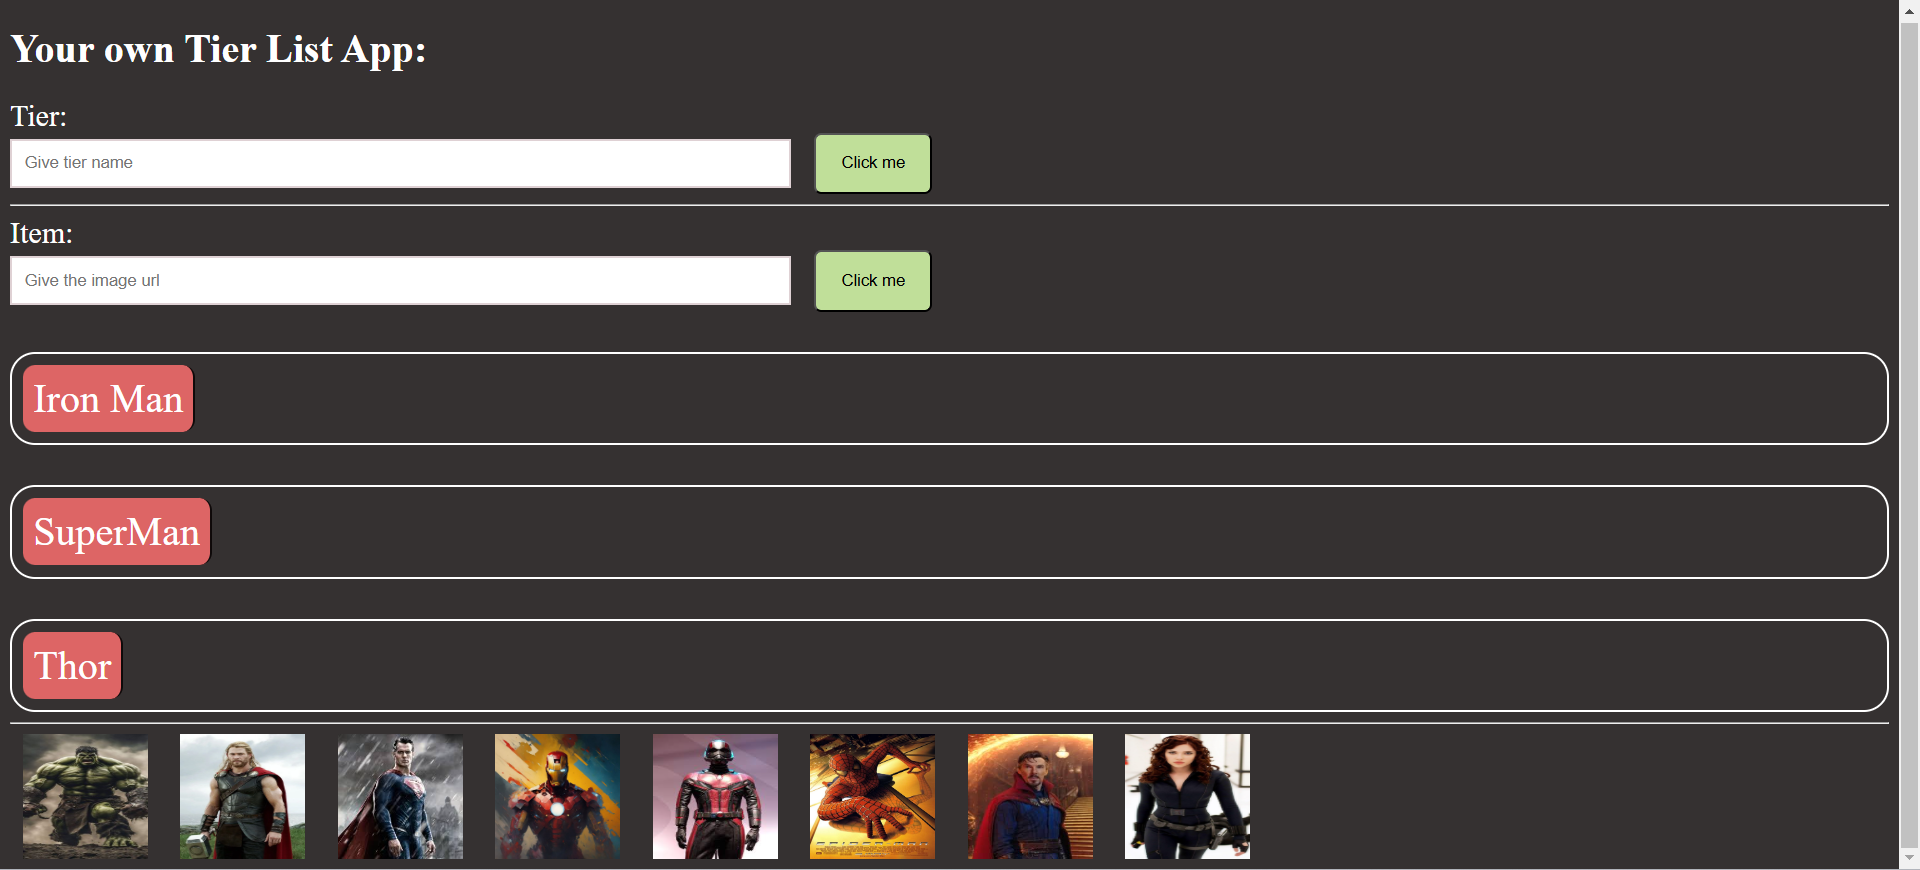 Your own Tier List App:
Tier:
Give tier name
Click me
Item:
Give the image url
Click me
Iron Man
SuperMan
Thor